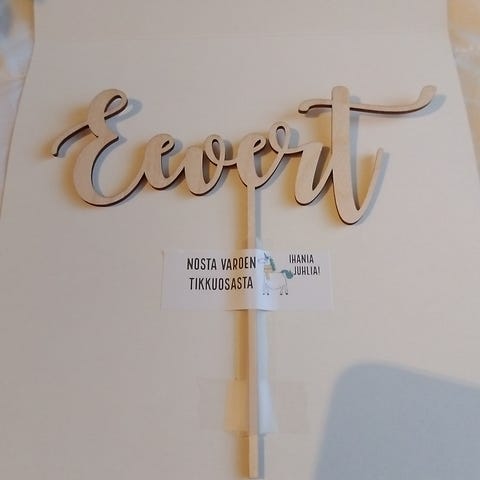 Eevert
NOSTA VAROEN
TIKKUOSASTA
IHANIA
JUHLIA!